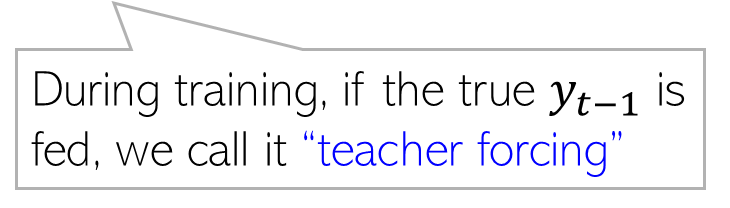 During training, if the true $y_{t-1}$ is
fed, we call it “teacher forcing”